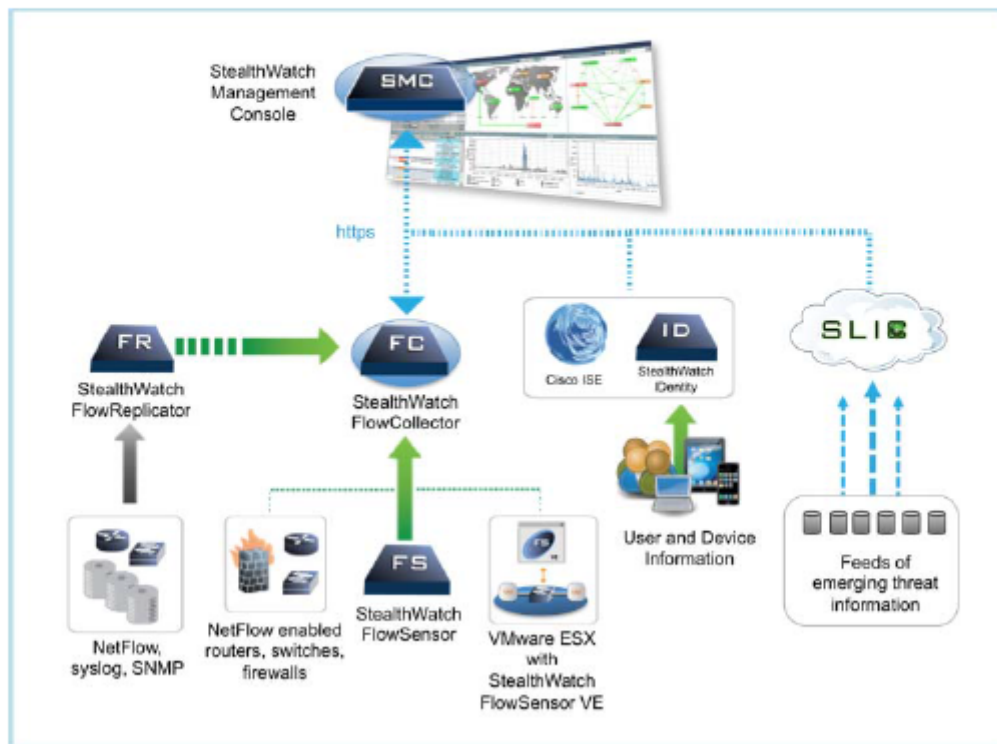 StealthWatch
Management
Console
SMC
https
FR
StealthWatch
FlowReplicator
FC
StealthWatch
FlowCollector
Cisco ISE
ID
StealthWatch
IDentity
SLIC
NetFlow,
syslog, SNMP
NetFlow enabled
routers, switches,
firewalls
FS
StealthWatch
FlowSensor
FS
VE
VMware ESX
with
StealthWatch
FlowSensor VE
User and Device
Information
Feeds of
emerging threat
information